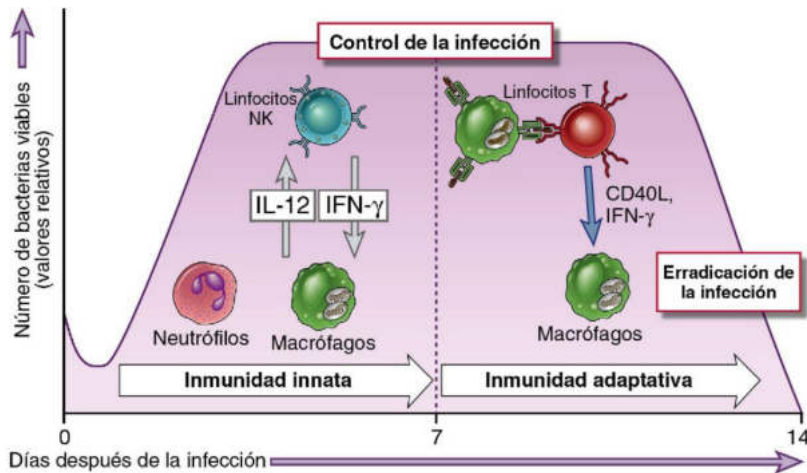 Número de bacterias viables
(valores relativos)
Control de la infección
Linfocitos
NK
Linfocitos T
IL-12
IFN-γ
CD40L,
IFN-γ
Neutrófilos
Macrófagos
Macrófagos
Erradicación de
la infección
Inmunidad innata
Inmunidad adaptativa
0
7
14
Días después de la infección